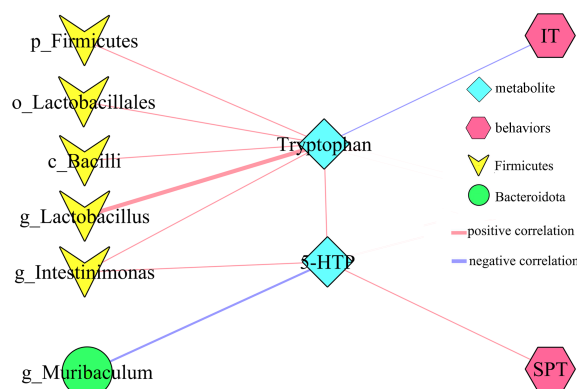 p_Firmicutes
o_Lactobacillales
c_Bacilli
g_Lactobacillus
g_Intestinimonas
g_Muribaculum
Tryptophan
5-HTP
IT
SPT
metabolite
behaviors
Firmicutes
Bacteroidota
positive correlation
negative correlation